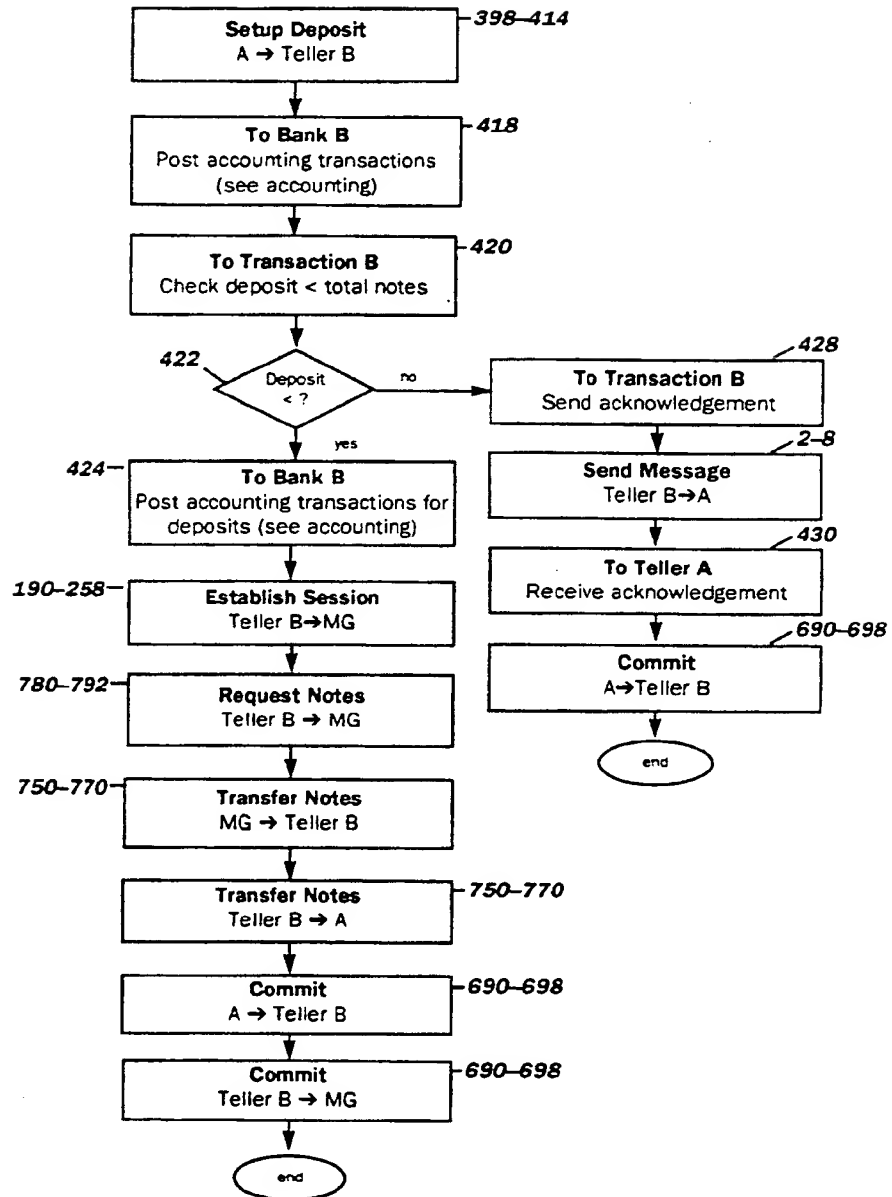 Setup Deposit
A → Teller B
398–414
To Bank B
Post accounting transactions
(see accounting)
418
To Transaction B
Check deposit < total notes
420
422
Deposit
< ?
no
yes
428
To Transaction B
Send acknowledgement
2–8
Send Message
Teller B→A
430
To Teller A
Receive acknowledgement
690–698
Commit
A→Teller B
end
424
To Bank B
Post accounting transactions for
deposits (see accounting)
190–258
Establish Session
Teller B→MG
780–792
Request Notes
Teller B → MG
750–770
Transfer Notes
MG → Teller B
Transfer Notes
Teller B → A
750–770
Commit
A → Teller B
690–698
Commit
Teller B → MG
690–698
end